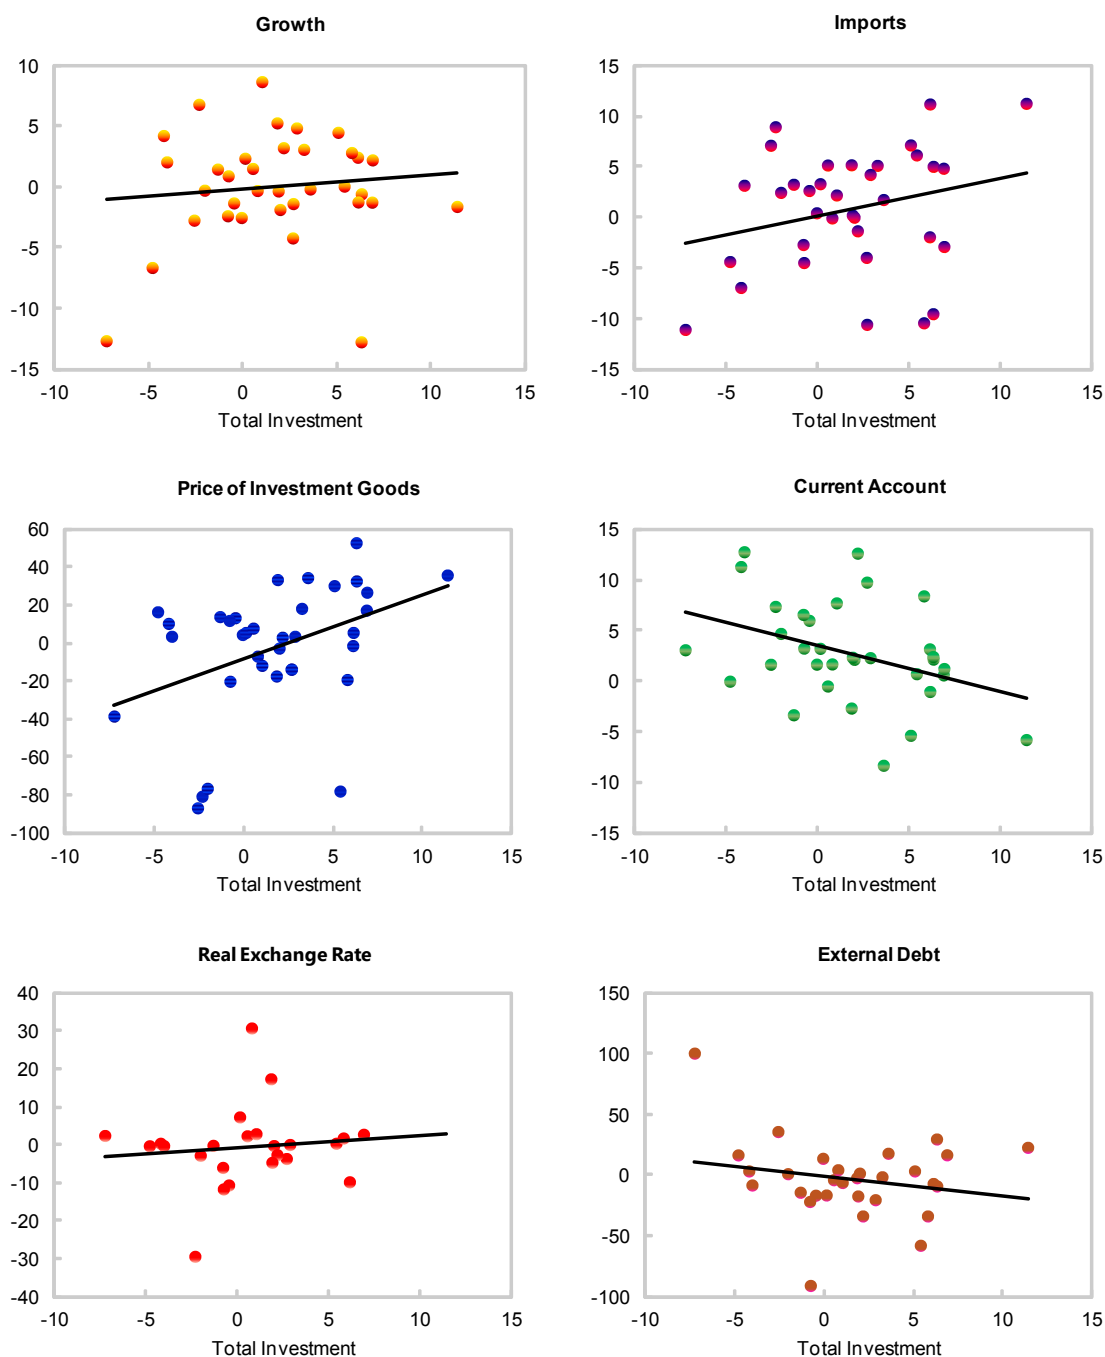 Growth
10
5
0
-5
-10
-15
-10 -5 0 5 10 15
Total Investment
Imports
15
10
5
0
-5
-10
-15
-10 -5 0 5 10 15
Total Investment
Price of Investment Goods
60
40
20
0
-20
-40
-60
-80
-100
-10 -5 0 5 10 15
Total Investment
Current Account
15
10
5
0
-5
-10
-15
-10 -5 0 5 10 15
Total Investment
Real Exchange Rate
40
30
20
10
0
-10
-20
-30
-40
-10 -5 0 5 10 15
Total Investment
External Debt
150
100
50
0
-50
-100
-10 -5 0 5 10 15
Total Investment